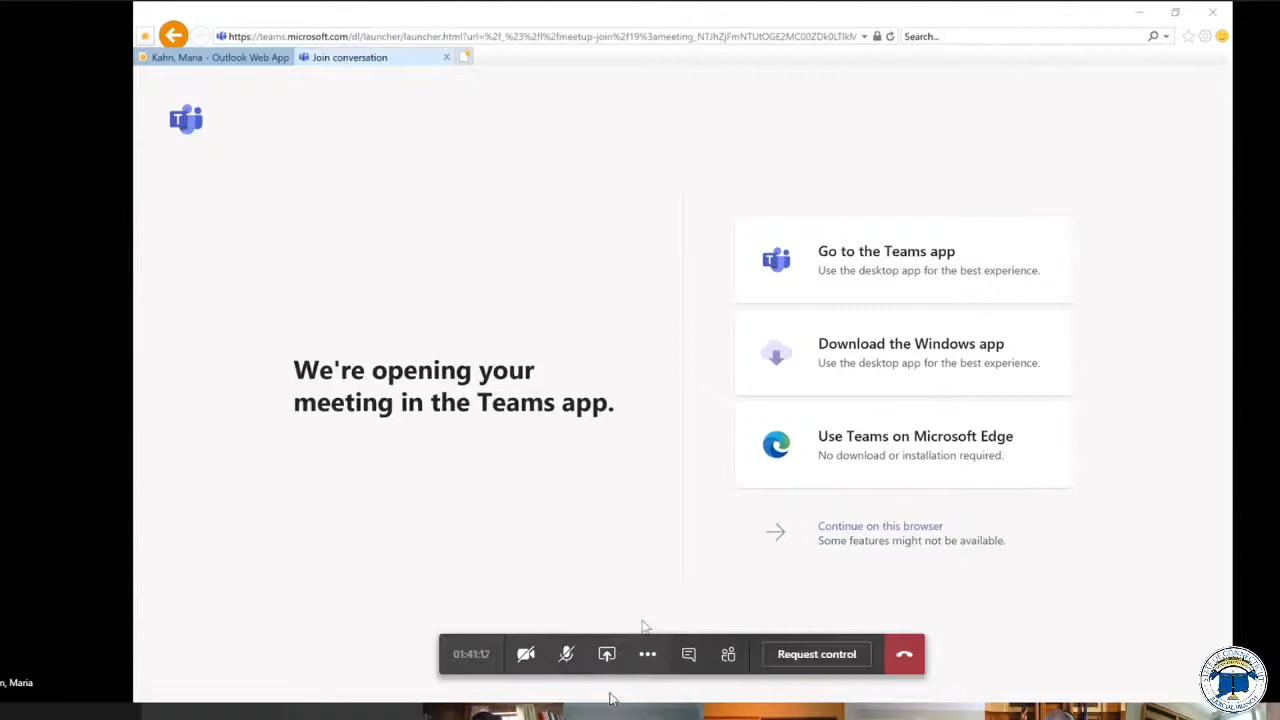 https://teams.microsoft.com/dl/launcher/launcher.html?url=%2f_%23%2fl%2fmeetup-join%2f19%3ameeting_NTJhZjFmNTUtOGE2MC00ZDk0LTlkM
Search...
Kahn, Maria - Outlook Web App
Join conversation
T
We're opening your
meeting in the Teams app.
T
Go to the Teams app
Use the desktop app for the best experience.
Download the Windows app
Use the desktop app for the best experience.
Use Teams on Microsoft Edge
No download or installation required.
Continue on this browser
Some features might not be available.
01:41:17
Request control
n, Maria